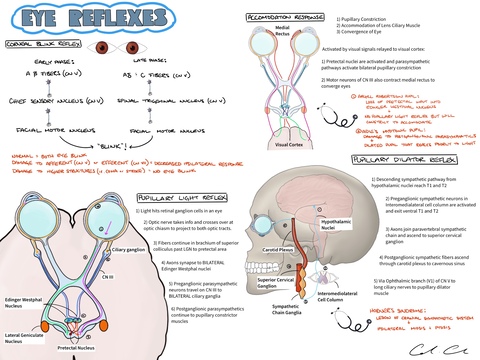 EYE REFLEXES
CORNEAL BLINK REFLEX
EARLY PHASE:
LATE PHASE:
A β FIBERS (CN V)
Aδ + C FIBERS (CN V)
CHIEF SENSORY NUCLEUS (CN V)
SPINAL TRIGEMINAL NUCLEUS (CN V)
FACIAL MOTOR NUCLEUS
FACIAL MOTOR NUCLEUS
"BLINK"!
NORMAL = BOTH EYE BLINK
DAMAGE TO AFFERENT (CN V) or EFFERENT (CN VII) = DECREASED IPSILATERAL RESPONSE
DAMAGE TO HIGHER STRUCTURES = NO EYE BLINK
ACCOMODATION RESPONSE
Medial
Rectus
Visual Cortex
1) Pupillary Constriction
2) Accommodation of Lens Ciliary Muscle
3) Convergence of Eye
Activated by visual signals relayed to visual cortex:
1) Pretectal nuclei are activated and parasympathetic
pathways activate bilateral pupillary constriction
2) Motor neurons of CN III also contract medial rectus to
converge eyes
ARGYLL ROBERTSON PUPIL:
LOSS OF PRETECTAL INPUT INTO
EDINGER WESTPHAL NUCLEUS
NO PUPILLARY LIGHT REFLEX BUT WILL
CONSTRICT TO ACCOMODATE
DAMAGE TO POSTGANGLIONIC PARASYMPATHETICS
DILATED PUPIL THAT REACTS POORLY TO LIGHT
PUPILLARY LIGHT REFLEX
1) Light hits retinal ganglion cells in an eye
2) Optic nerve takes info and crosses over at
optic chiasm to project to both optic tracts.
3) Fibers continue in brachium of superior
colliculus past LGN to pretectal area
4) Axons synapse to BILATERAL
Edinger Westphal nuclei
5) Preganglionic parasympathetic
neurons travel on CN III to
BILATERAL ciliary ganglia
6) Postganglionic parasympathetics
continue to pupillary constrictor
muscles
Ciliary ganglion
CN III
Edinger Westphal
Nucleus
Lateral Geniculate
Nucleus
Pretectal Nucleus
PUPILLARY DILATOR REFLEX
Hypothalamic
Nuclei
Carotid Plexus
Superior Cervical
Ganglion
Sympathetic
Chain Ganglia
Intermediolateral
Cell Column
1) Descending sympathetic pathway from
hypothalamic nuclei reach T1 and T2
2) Preganglionic sympathetic neurons in
Intermediolateral cell column are activated
and exit ventral T1 and T2
3) Axons join paravertebral sympathetic
chain and ascend to superior cervical
ganglion
4) Postganglionic sympathetic fibers ascend
through carotid plexus to cavernous sinus
5) Via Ophthalmic branch (V1) of CN V to
long ciliary nerves to pupillary dilator
muscle
HORNER'S SYNDROME:
LESION OF CERVICAL SYMPATHETIC SYSTEM
IPSILATERAL MIOSIS + PTOSIS